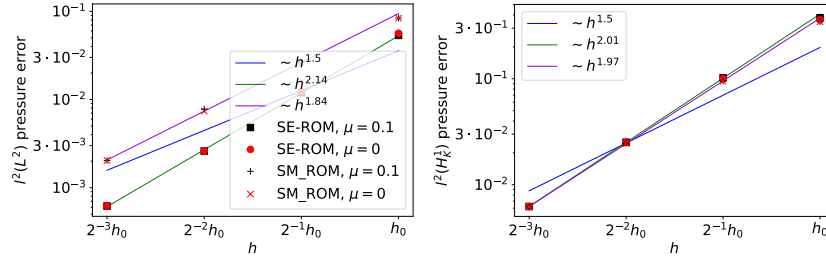 10⁻¹
10⁻²
3 · 10⁻²
3 · 10⁻³
10⁻³
l²(L²) pressure error
∼ h^1.5
∼ h^2.14
∼ h^1.84
SE-ROM, μ = 0.1
SE-ROM, μ = 0
SM_ROM, μ = 0.1
SM_ROM, μ = 0
2⁻³h₀
2⁻²h₀
2⁻¹h₀
h₀
h
3 · 10⁻¹
10⁻¹
3 · 10⁻²
10⁻²
l²(H¹_K) pressure error
∼ h^1.5
∼ h^2.01
∼ h^1.97
2⁻³h₀
2⁻²h₀
2⁻¹h₀
h₀
h